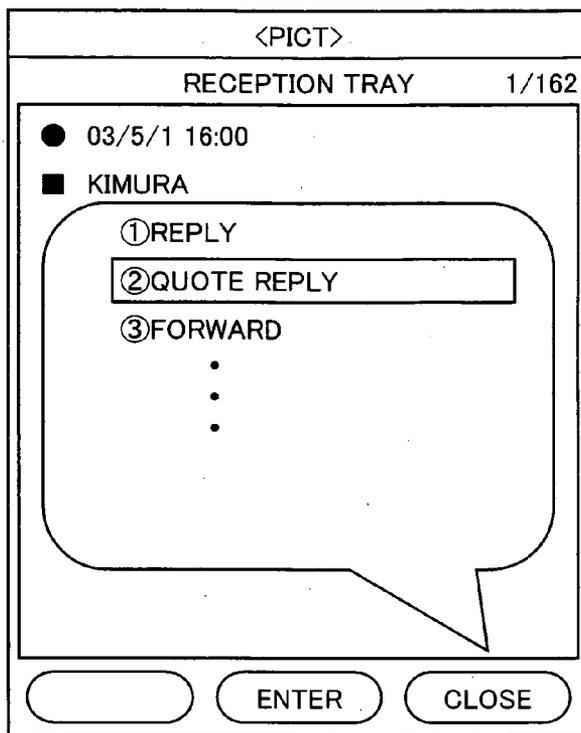 <PICT>
RECEPTION TRAY 1/162
● 03/5/1 16:00
■ KIMURA
①REPLY
②QUOTE REPLY
③FORWARD
ENTER CLOSE